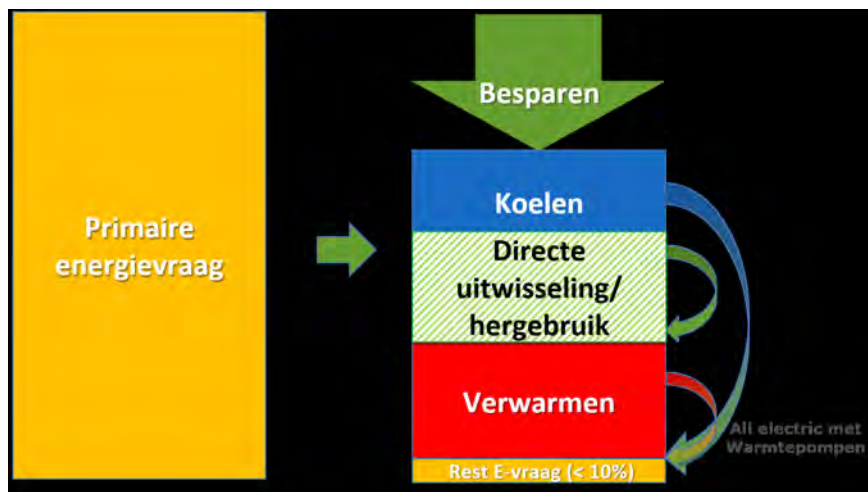 Besparen
Primaire
energievraag
Koelen
Directe
uitwisseling/
hergebruik
Verwarmen
All electric met
Warmtepompen
Rest E-vraag (< 10%)